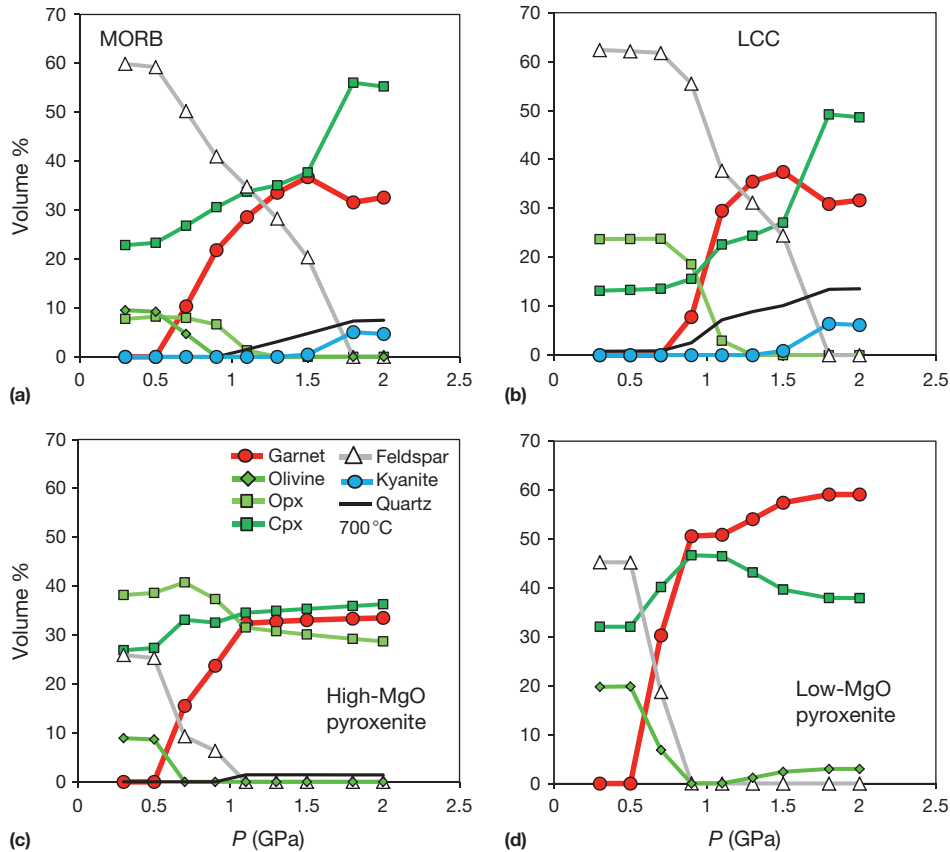 70
60
50
40
30
20
10
0
Volume %
MORB
0
0.5
1
1.5
2
2.5
(a)
70
60
50
40
30
20
10
0
LCC
0
0.5
1
1.5
2
2.5
(b)
70
60
50
40
30
20
10
0
Volume %
Garnet
Olivine
Opx
Cpx
Feldspar
Kyanite
Quartz
700 °C
High-MgO
pyroxenite
0
0.5
1
1.5
2
2.5
(c)
P (GPa)
70
60
50
40
30
20
10
0
Low-MgO
pyroxenite
0
0.5
1
1.5
2
2.5
(d)
P (GPa)